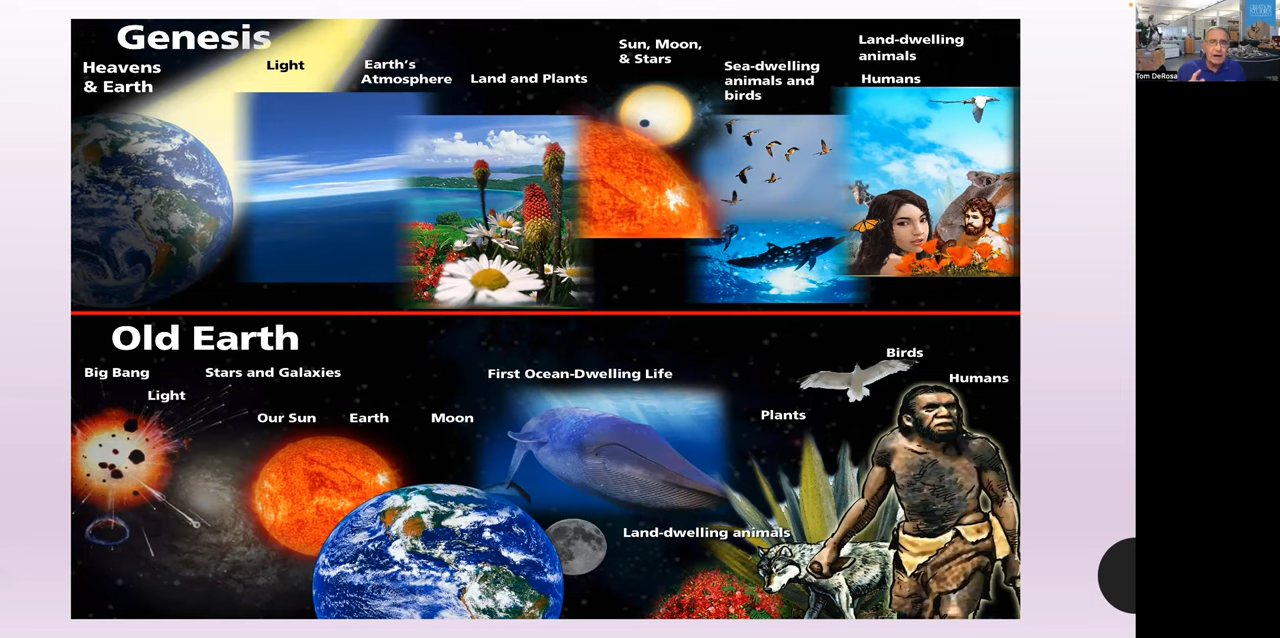 Genesis
Heavens
& Earth
Light
Earth's
Atmosphere
Land and Plants
Sun, Moon,
& Stars
Sea-dwelling
animals and
birds
Land-dwelling
animals
Humans
Old Earth
Big Bang
Light
Stars and Galaxies
Our Sun
Earth
Moon
First Ocean-Dwelling Life
Land-dwelling animals
Plants
Birds
Humans
Tom DeRosa